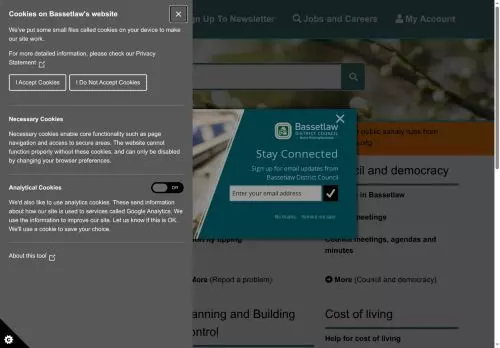 Cookies on Bassetlaw's website
We've put some small files called cookies on your device to
make our site work.
For more detailed information, please check our Privacy
Statement
I Accept Cookies
I Do Not Accept Cookies
Necessary Cookies
Necessary cookies enable core functionality such as page
navigation and access to secure areas. The website cannot
function properly without these cookies, and can only be disabled
by changing your browser preferences.
Analytical Cookies
Off
We'd also like to use analytics cookies. These send information
about how our site is used to services called Google Analytics. We
use the information to improve our site. Let us know if this is OK.
We'll use a cookie to save your choice.
About this tool
Sign Up To Newsletter
Jobs and Careers
My Account
Bassetlaw
DISTRICT COUNCIL
Stay Connected
Sign up for email updates from
Bassetlaw District Council
Enter your email address
No thanks
Remind me later
public survey runs from
cil and democracy
in Bassetlaw
meetings
Council meetings, agendas and
minutes
ly tipping
More (Report a problem)
More (Council and democracy)
anning and Building
ntrol
Cost of living
Help for cost of living